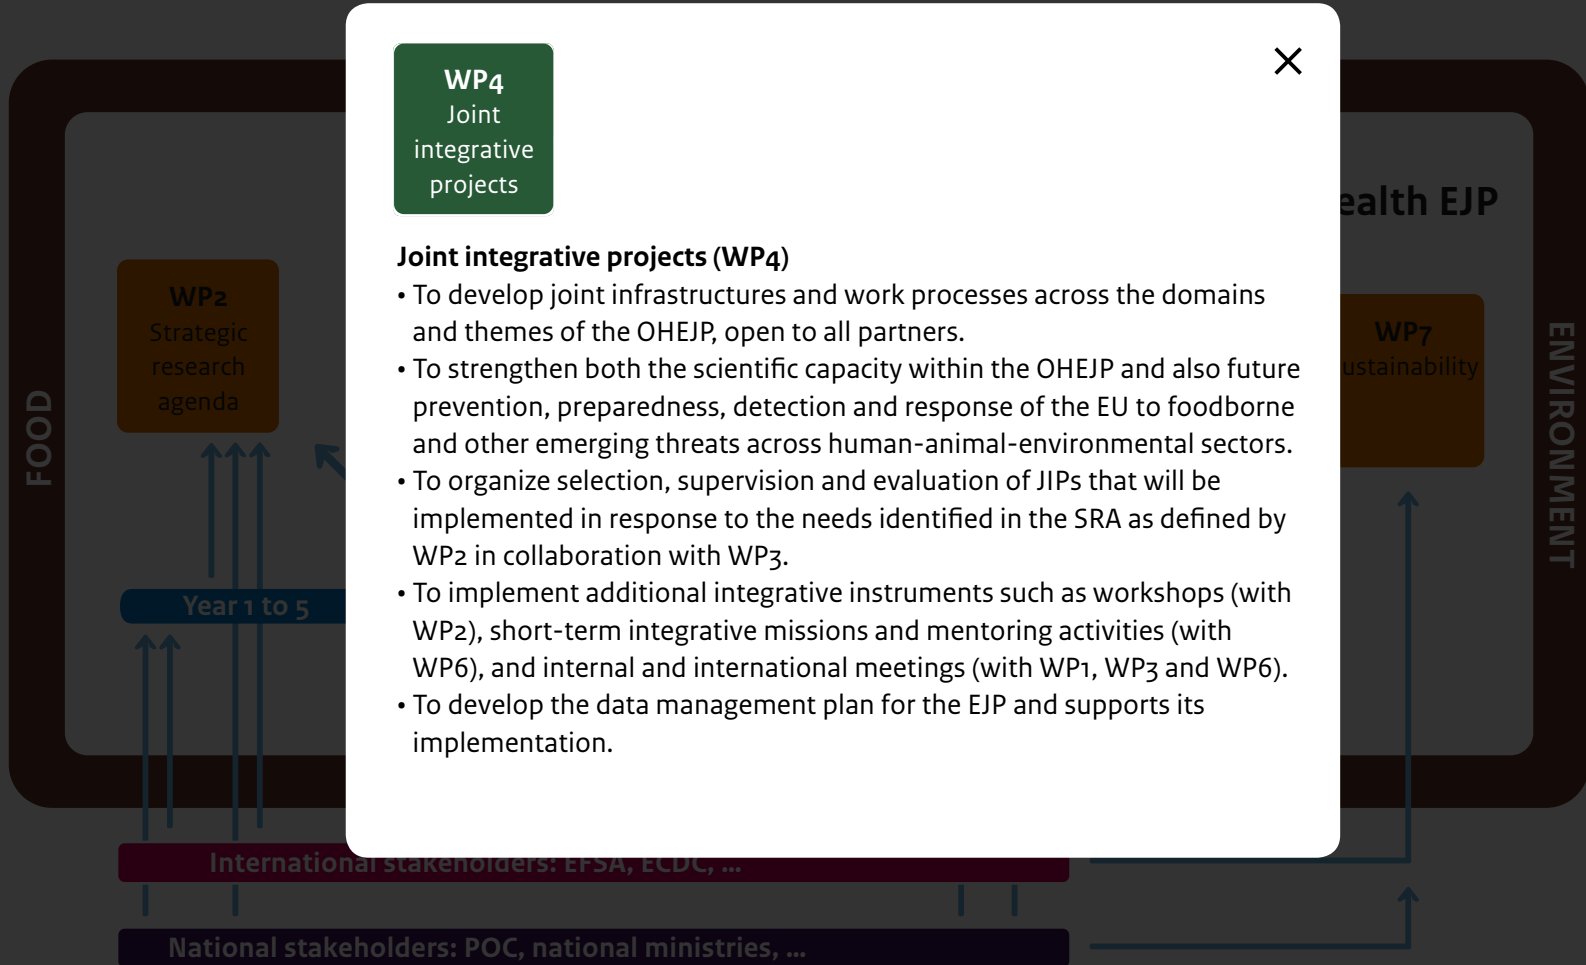 WP4
Joint
integrative
projects
Joint integrative projects (WP4)
• To develop joint infrastructures and work processes across the domains
and themes of the OHEJP, open to all partners.
• To strengthen both the scientific capacity within the OHEJP and also future
prevention, preparedness, detection and response of the EU to foodborne
and other emerging threats across human-animal-environmental sectors.
• To organize selection, supervision and evaluation of JIPs that will be
implemented in response to the needs identified in the SRA as defined by
WP2 in collaboration with WP3.
• To implement additional integrative instruments such as workshops (with
WP2), short-term integrative missions and mentoring activities (with
WP6), and internal and international meetings (with WP1, WP3 and WP6).
• To develop the data management plan for the EJP and supports its
implementation.
ealth EJP
WP2
Strategic
research
agenda
WP7
ustainability
FOOD
ENVIRONMENT
Year 1 to 5
International stakeholders: EFSA, ECDC, ...
National stakeholders: POC, national ministries, ...